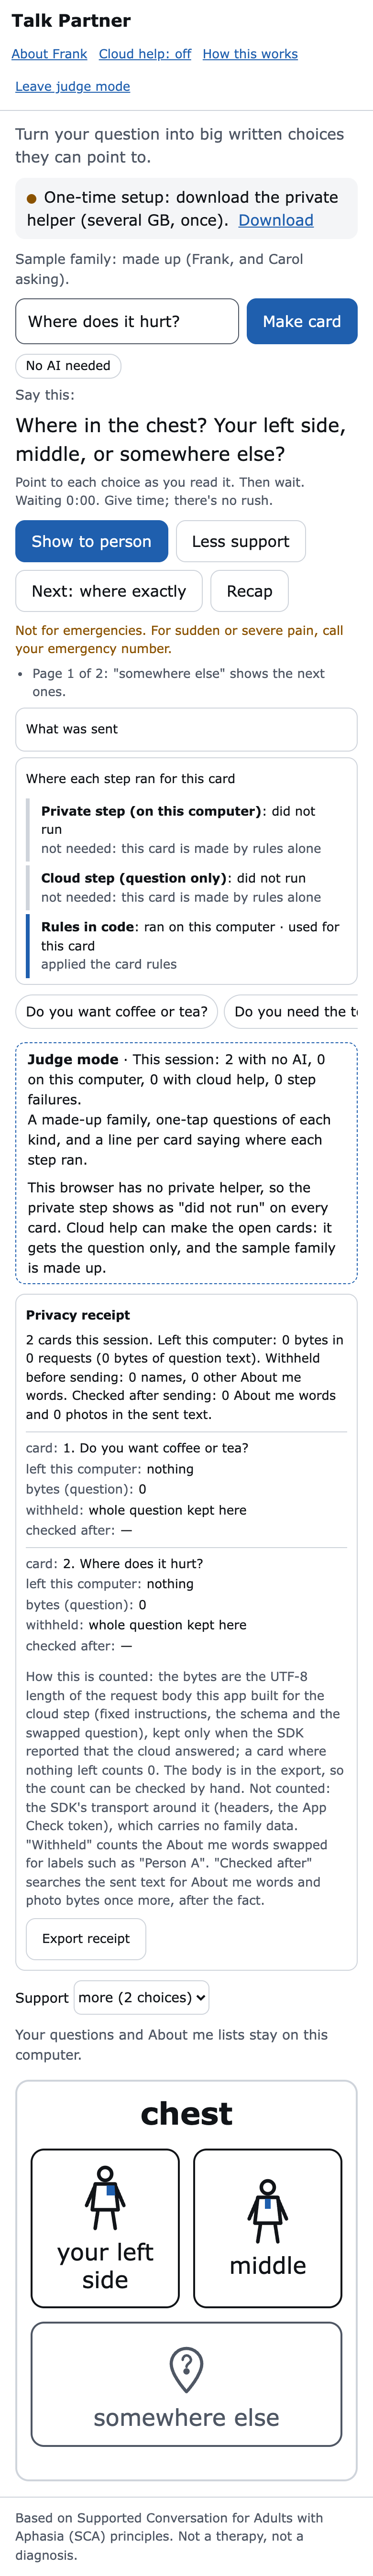 Talk Partner
About Frank Cloud help: off How this works
Leave judge mode
Turn your question into big written choices
they can point to.
One-time setup: download the private
helper (several GB, once). Download
Sample family: made up (Frank, and Carol
asking).
Where does it hurt?
Make card
No AI needed
Say this:
Where in the chest? Your left side,
middle, or somewhere else?
Point to each choice as you read it. Then wait.
Waiting 0:00. Give time; there's no rush.
Show to person
Less support
Next: where exactly
Recap
Not for emergencies. For sudden or severe pain, call
your emergency number.
• Page 1 of 2: "somewhere else" shows the next
ones.
What was sent
Where each step ran for this card
Private step (on this computer): did not
run
not needed: this card is made by rules alone
Cloud step (question only): did not run
not needed: this card is made by rules alone
Rules in code: ran on this computer · used for
this card
applied the card rules
Do you want coffee or tea?
Do you need the
Judge mode · This session: 2 with no AI, 0
on this computer, 0 with cloud help, 0 step
failures.
A made-up family, one-tap questions of each
kind, and a line per card saying where each
step ran.
This browser has no private helper, so the
private step shows as "did not run" on every
card. Cloud help can make the open cards: it
gets the question only, and the sample family
is made up.
Privacy receipt
2 cards this session. Left this computer: 0 bytes in
0 requests (0 bytes of question text). Withheld
before sending: 0 names, 0 other About me
words. Checked after sending: 0 About me words
and 0 photos in the sent text.
card: 1. Do you want coffee or tea?
left this computer: nothing
bytes (question): 0
withheld: whole question kept here
checked after: —
card: 2. Where does it hurt?
left this computer: nothing
bytes (question): 0
withheld: whole question kept here
checked after: —
How this is counted: the bytes are the UTF-8
length of the request body this app built for the
cloud step (fixed instructions, the schema and the
swapped question), kept only when the SDK
reported that the cloud answered; a card where
nothing left counts 0. The body is in the export, so
the count can be checked by hand. Not counted:
the SDK's transport around it (headers, the App
Check token), which carries no family data.
"Withheld" counts the About me words swapped
for labels such as "Person A". "Checked after"
searches the sent text for About me words and
photo bytes once more, after the fact.
Export receipt
Support more (2 choices)
Your questions and About me lists stay on this
computer.
chest
your left
side
middle
?
somewhere else
Based on Supported Conversation for Adults with
Aphasia (SCA) principles. Not a therapy, not a
diagnosis.